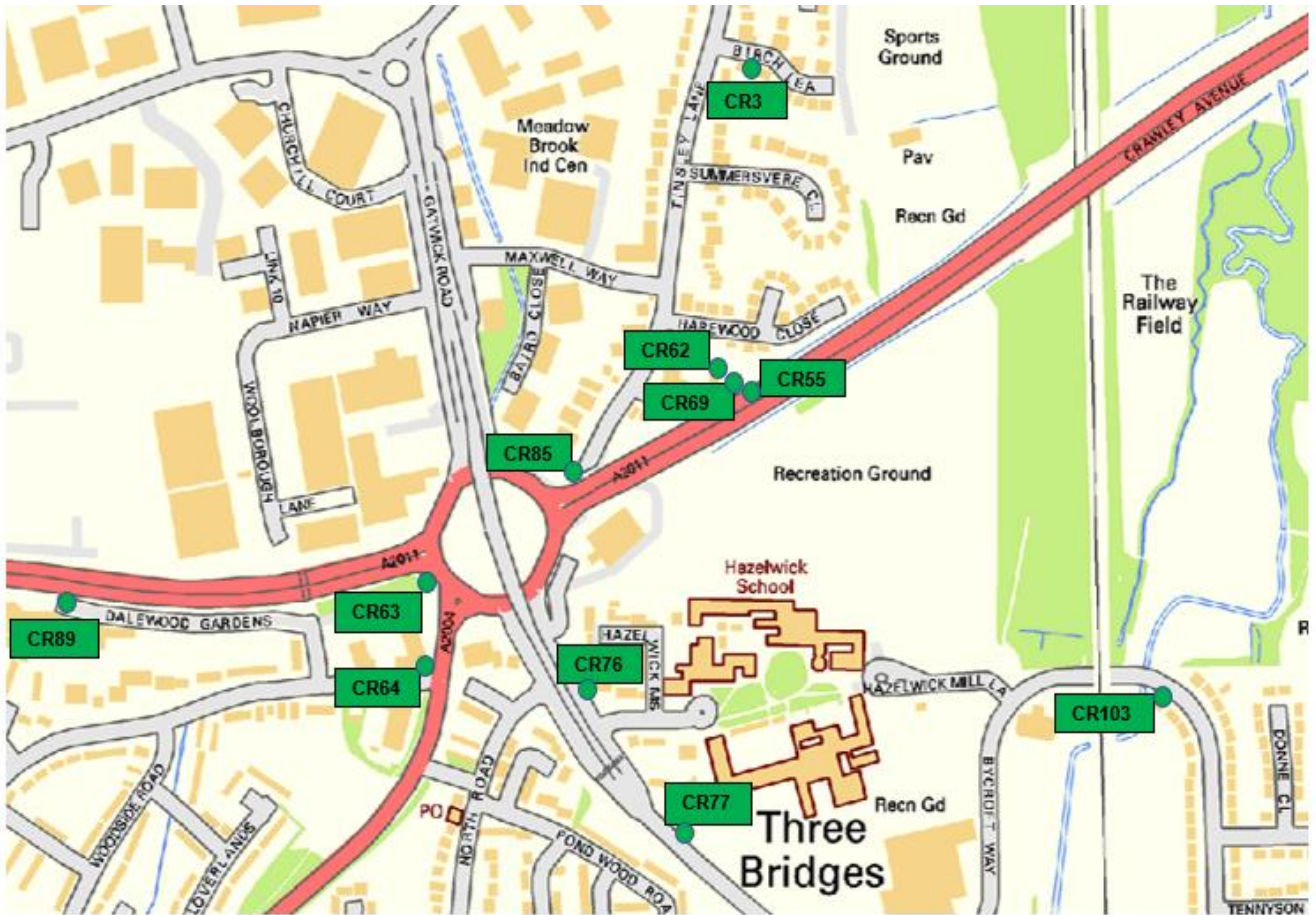 BIRCH LEA
CR3
Sports
Ground
CRAWLEY AVENUE
TINSLEY LANE
Meadow
Brook
Ind Cen
CHURCHILL COURT
Pav
SUMMERSVERE CL
Recn Gd
GATWICK ROAD
MAXWELL WAY
LINK 10
BAIRD CLOSE
NAPIER WAY
The
Railway
Field
HAREWOOD CLOSE
CR62
CR55
CR69
WOOLBOROUGH
LANE
CR85
A2011
Recreation Ground
A2011
Hazelwick
School
CR63
DALEWOOD GARDENS
CR89
A2004
HAZEL
WICK MS
CR76
CR64
HAZELWICK MILL LA
CR103
R
DONNE CL
BYCROFT WAY
WOODSIDE ROAD
NORTH ROAD
PO
CR77
Recn Gd
Three
Bridges
POND WOOD ROA
LOVERLANDS
TENNYSON